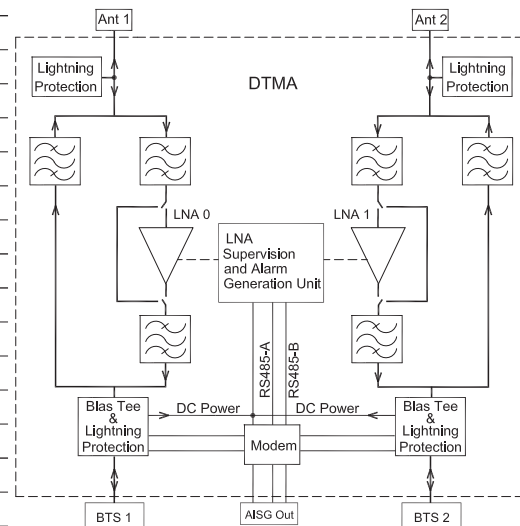 Ant 1
Ant 2
Lightning
Protection
DTMA
Lightning
Protection
LNA 0
LNA 1
LNA
Supervision
and Alarm
Generation Unit
RS485-A
RS485-B
Blas Tee
&
Lightning
Protection
DC Power
DC Power
Blas Tee
&
Lightning
Protection
Modem
BTS 1
AISG Out
BTS 2